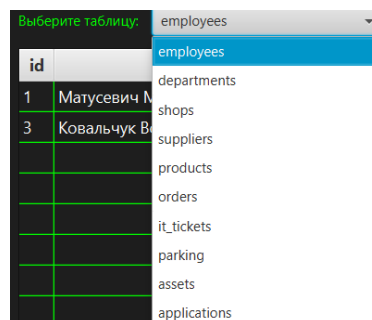 Выберите таблицу: employees
employees
id
departments
1 Матусевич М
shops
3 Ковальчук В
suppliers
products
orders
it_tickets
parking
assets
applications